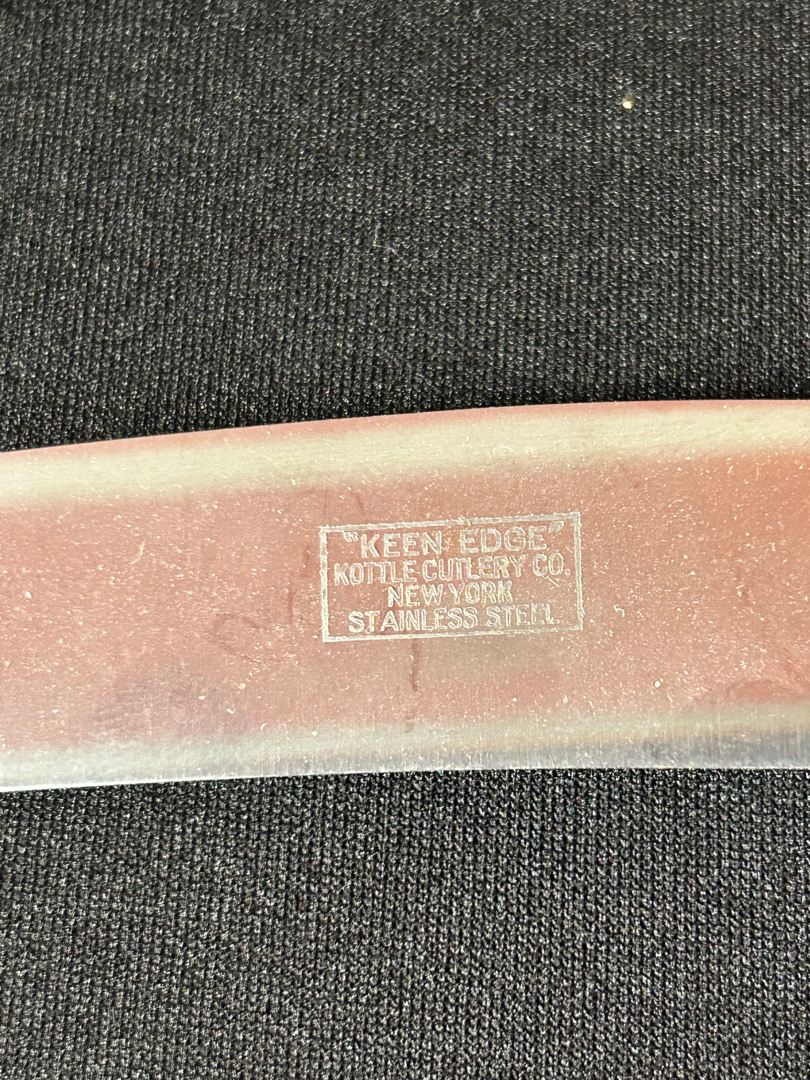 "KEEN EDGE"
KOTTLE CUTLERY CO.
NEW YORK
STAINLESS STEEL